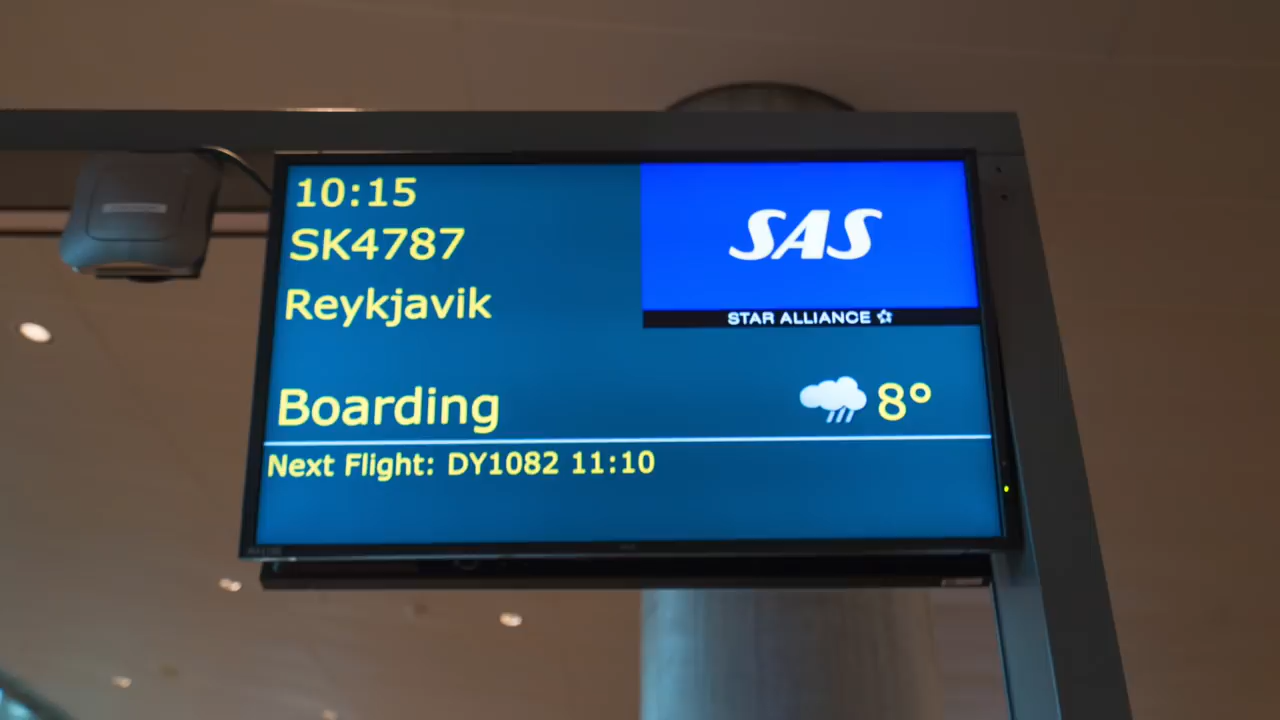 10:15
SK4787
Reykjavik
SAS
STAR ALLIANCE
Boarding
8°
Next Flight: DY1082 11:10